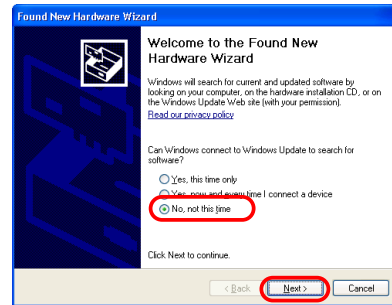 Found New Hardware Wizard
Welcome to the Found New
Hardware Wizard
Windows will search for current and updated software by
looking on your computer, on the hardware installation CD, or on
the Windows Update Web site (with your permission).
Read our privacy policy
Can Windows connect to Windows Update to search for
software?
Yes, this time only
Yes, now and every time I connect a device
No, not this time
Click Next to continue.
< Back
Next >
Cancel